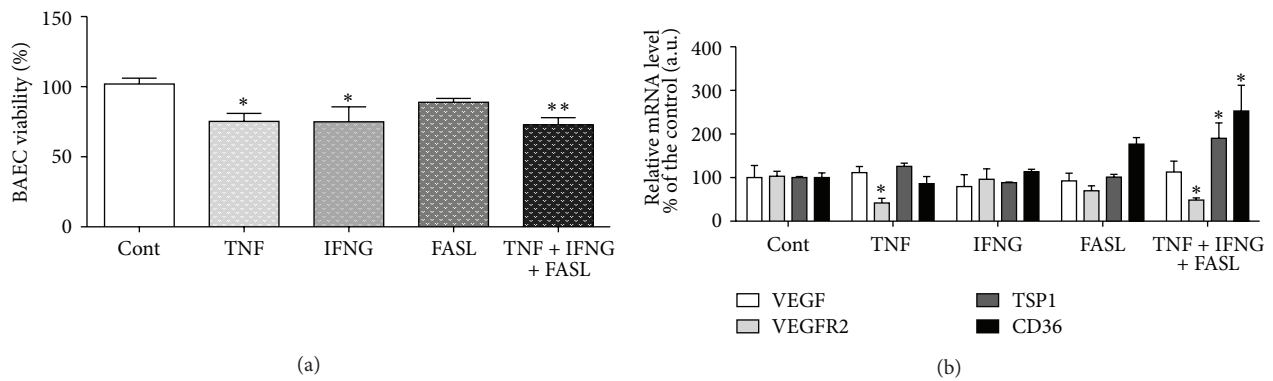 150
100
50
0
BAEC viability (%)
*
*
**
Cont
TNF
IFNG
FASL
TNF + IFNG
+ FASL
(a)
400
300
200
100
0
Relative mRNA level
% of the control (a.u.)
*
*
*
*
Cont
TNF
IFNG
FASL
TNF + IFNG
+ FASL
VEGF
VEGFR2
TSP1
CD36
(b)